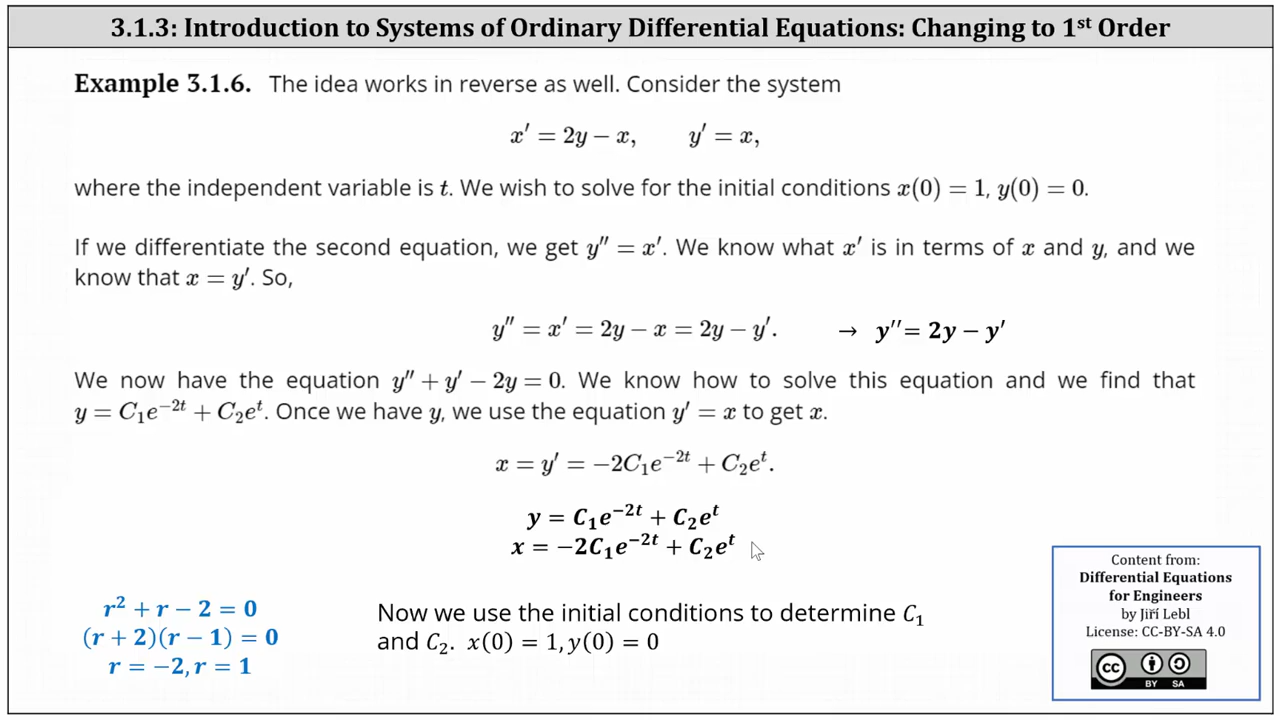 3.1.3: Introduction to Systems of Ordinary Differential Equations: Changing to 1st Order
Example 3.1.6. The idea works in reverse as well. Consider the system
x′ = 2y − x, y′ = x,
where the independent variable is t. We wish to solve for the initial conditions x(0) = 1, y(0) = 0.
If we differentiate the second equation, we get y″ = x′. We know what x′ is in terms of x and y, and we
know that x = y′. So,
y″ = x′ = 2y − x = 2y − y′. → y′′= 2y − y′
We now have the equation y″ + y′ − 2y = 0. We know how to solve this equation and we find that
y = C₁e⁻²ᵗ + C₂eᵗ. Once we have y, we use the equation y′ = x to get x.
x = y′ = −2C₁e⁻²ᵗ + C₂eᵗ.
y = C₁e⁻²ᵗ + C₂eᵗ
x = −2C₁e⁻²ᵗ + C₂eᵗ
r² + r − 2 = 0
(r + 2)(r − 1) = 0
r = −2, r = 1
Now we use the initial conditions to determine C₁
and C₂. x(0) = 1, y(0) = 0
Content from:
Differential Equations
for Engineers
by Jiří Lebl
License: CC-BY-SA 4.0
cc
BY SA